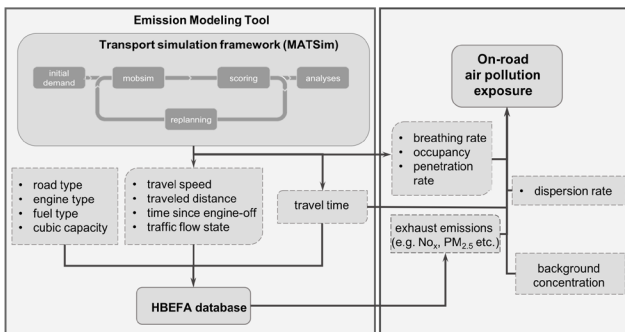 Emission Modeling Tool
Transport simulation framework (MATSim)
initial
demand
mobsim
scoring
analyses
replanning
On-road
air pollution
exposure
• breathing rate
• occupancy
• penetration
rate
• road type
• engine type
• fuel type
• cubic capacity
• travel speed
• traveled distance
• time since engine-off
• traffic flow state
travel time
• dispersion rate
exhaust emissions
(e.g. Noₓ, PM₂.₅ etc.)
background
concentration
HBEFA database